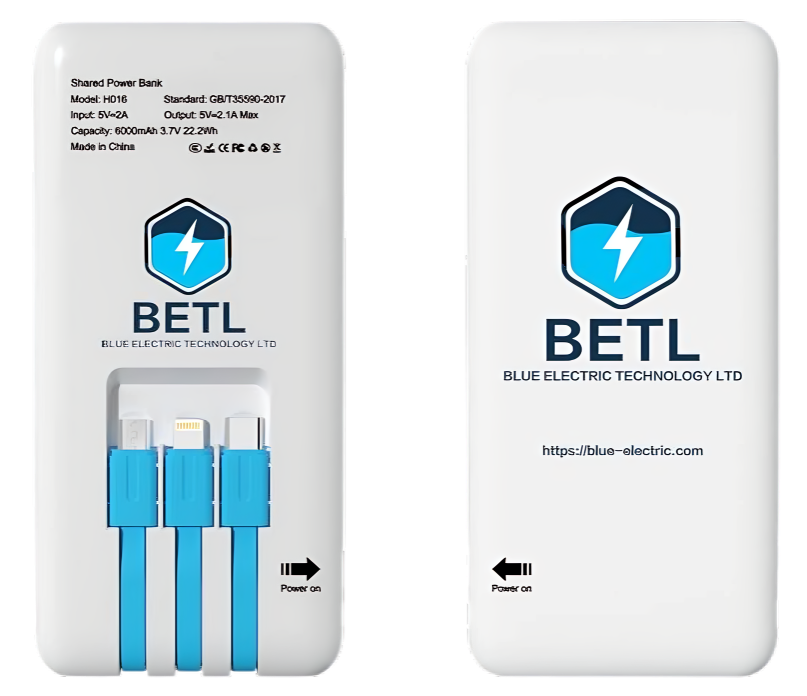 Shared Power Bank
Model: H016 Standard: GB/T35590-2017
Input: 5V=2A Output: 5V=2.1A Max
Capacity: 6000mAh 3.7V 22.2Wh
Made in China
BETL
BLUE ELECTRIC TECHNOLOGY LTD
Power on
BETL
BLUE ELECTRIC TECHNOLOGY LTD
https://blue-electric.com
Power on